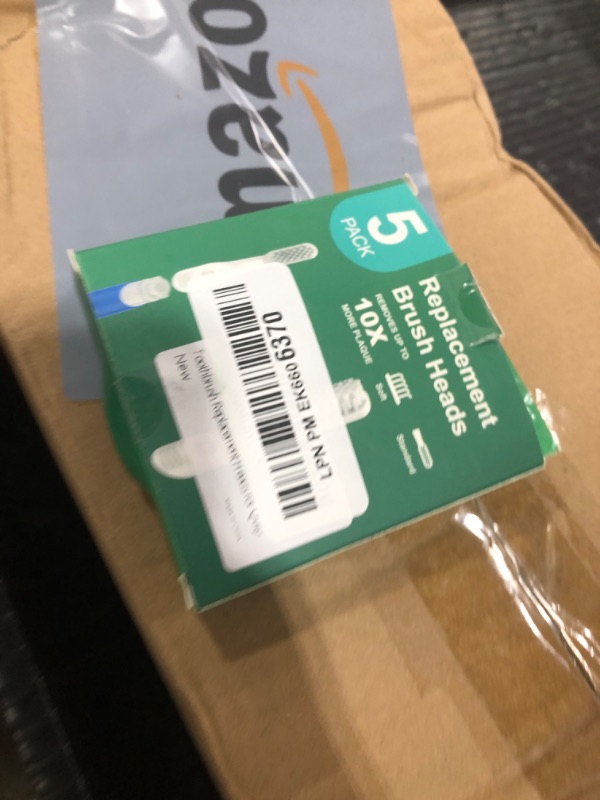 amazon
5
PACK
Replacement
Brush Heads
REMOVES UP TO
10X
MORE PLAQUE
Soft
Standard
LPN PM EK660 6370
New